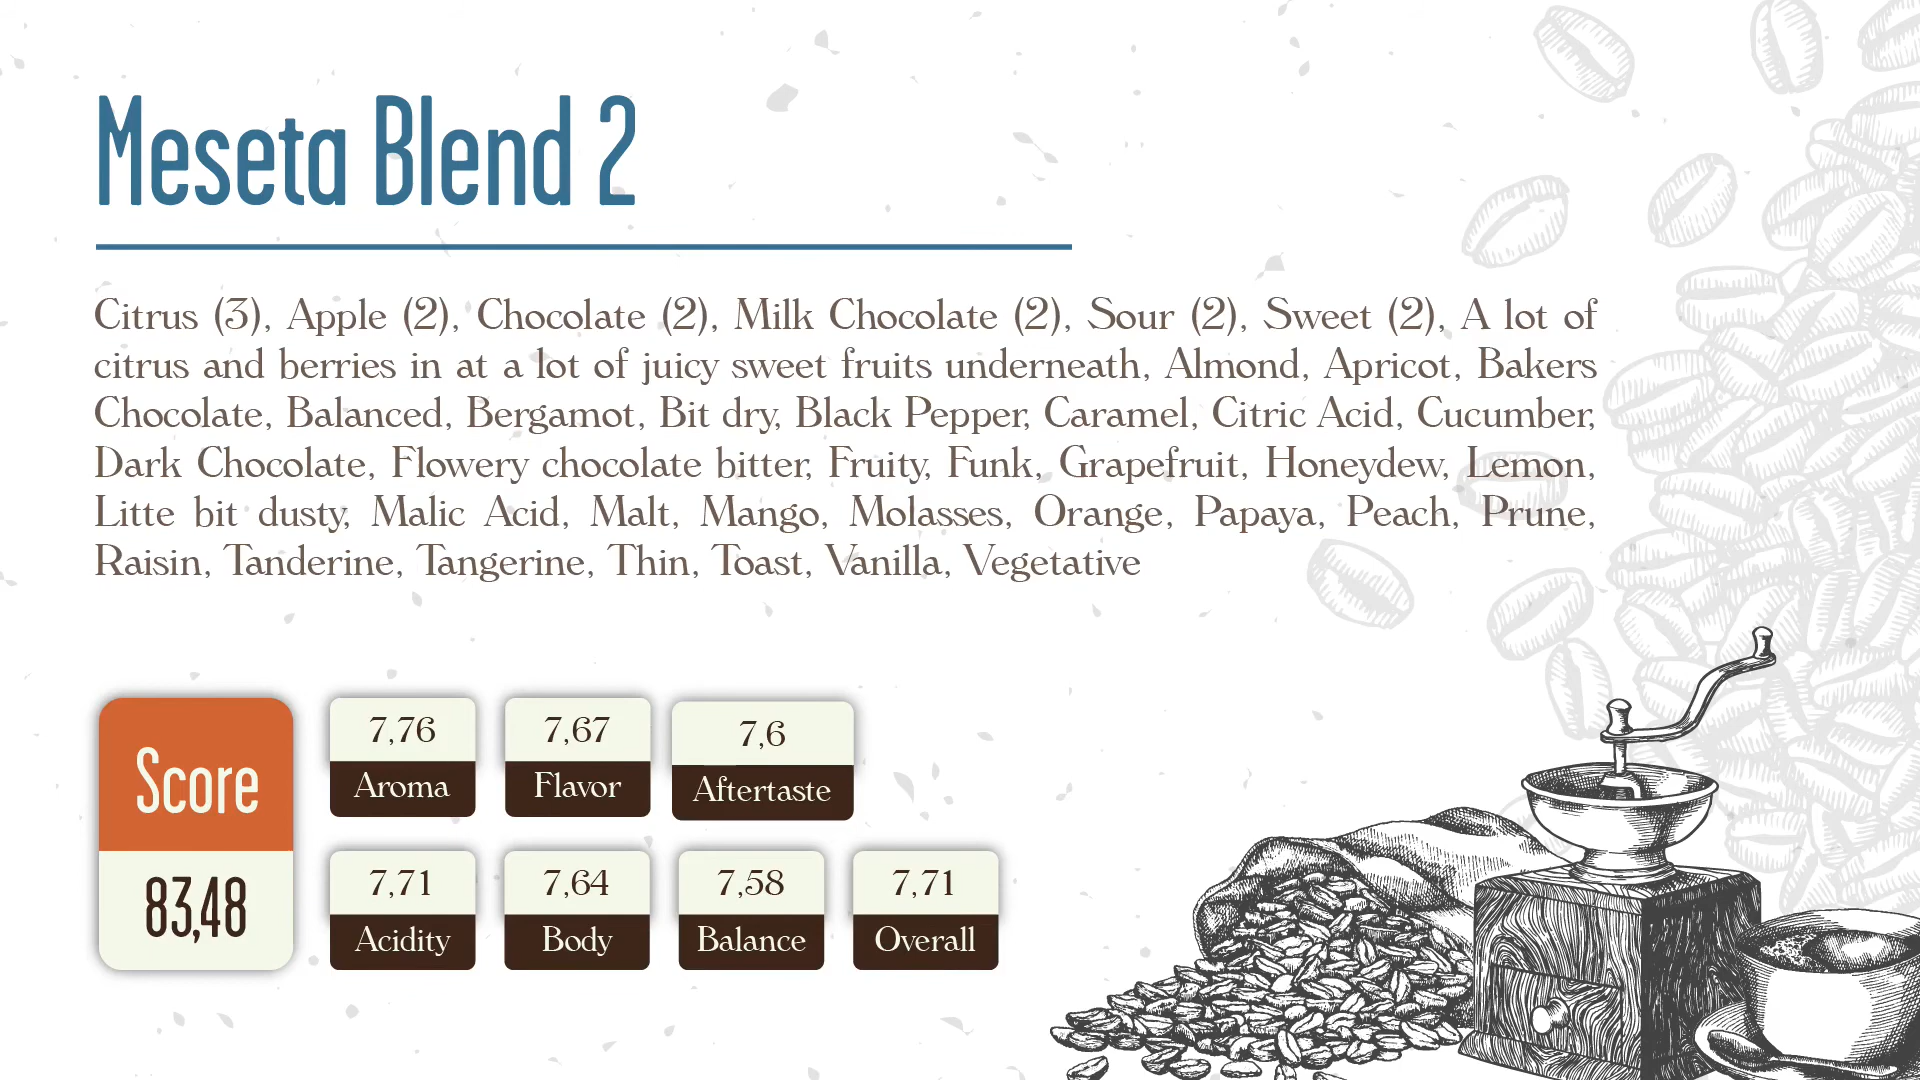 Meseta Blend 2
Citrus (3), Apple (2), Chocolate (2), Milk Chocolate (2), Sour (2), Sweet (2), A lot of
citrus and berries in at a lot of juicy sweet fruits underneath, Almond, Apricot, Bakers
Chocolate, Balanced, Bergamot, Bit dry, Black Pepper, Caramel, Citric Acid, Cucumber,
Dark Chocolate, Flowery chocolate bitter, Fruity, Funk, Grapefruit, Honeydew, Lemon,
Litte bit dusty, Malic Acid, Malt, Mango, Molasses, Orange, Papaya, Peach, Prune,
Raisin, Tanderine, Tangerine, Thin, Toast, Vanilla, Vegetative
Score
83,48
7,76
Aroma
7,67
Flavor
7,6
Aftertaste
7,71
Acidity
7,64
Body
7,58
Balance
7,71
Overall